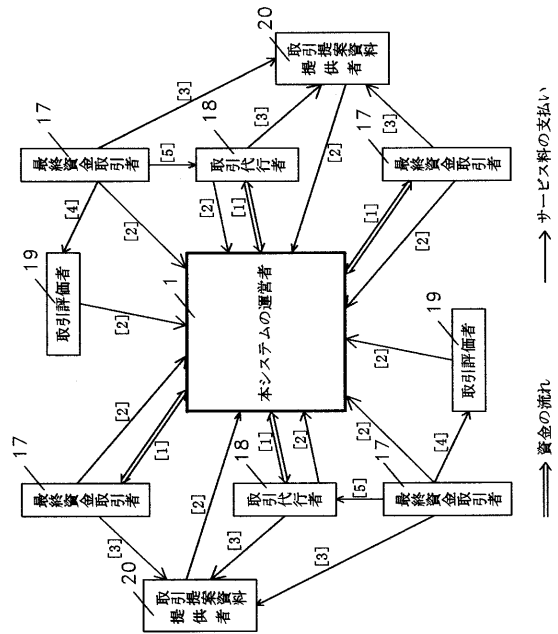 17
最終資金取引者
19
取引評価者
17
最終資金取引者
20
取引提案資料
提供者
[3]
[2]
[1]
[2]
[2]
[4]
[5]
[3]
20
取引提案資料
提供者
18
取引代行者
[2]
[3]
[1]
[2]
1
本システムの運営者
[2]
[1]
18
取引代行者
[3]
[2]
17
最終資金取引者
[5]
[3]
[4]
[2]
19
取引評価者
[2]
[2]
[1]
17
最終資金取引者
[3]
資金の流れ
サービス料の支払い